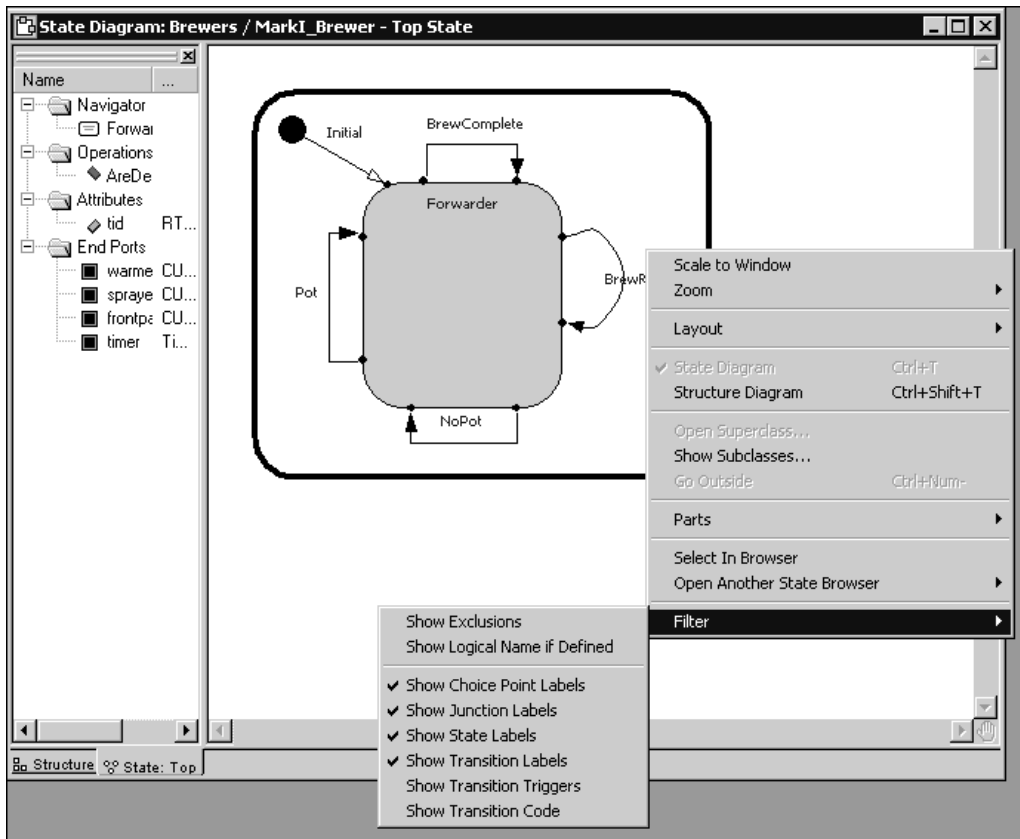 State Diagram: Brewers / MarkI_Brewer - Top State
Name ...
Navigator
Forwar
Operations
AreDe
Attributes
tid RT...
End Ports
warme CU...
spraye CU...
frontpa CU...
timer Ti...
Structure
State: Top
Initial
BrewComplete
Forwarder
Pot
BrewR
NoPot
Scale to Window
Zoom
Layout
State Diagram Ctrl+T
Structure Diagram Ctrl+Shift+T
Open Superclass...
Show Subclasses...
Go Outside Ctrl+Num-
Parts
Select In Browser
Open Another State Browser
Filter
Show Exclusions
Show Logical Name if Defined
Show Choice Point Labels
Show Junction Labels
Show State Labels
Show Transition Labels
Show Transition Triggers
Show Transition Code